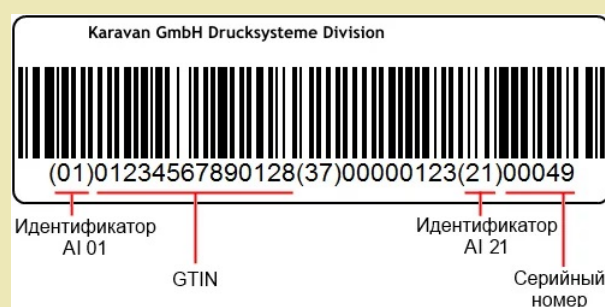 Karavan GmbH Drucksysteme Division
(01)01234567890128(37)00000123(21)00049
Идентификатор
AI 01
GTIN
Идентификатор
AI 21
Серийный
номер